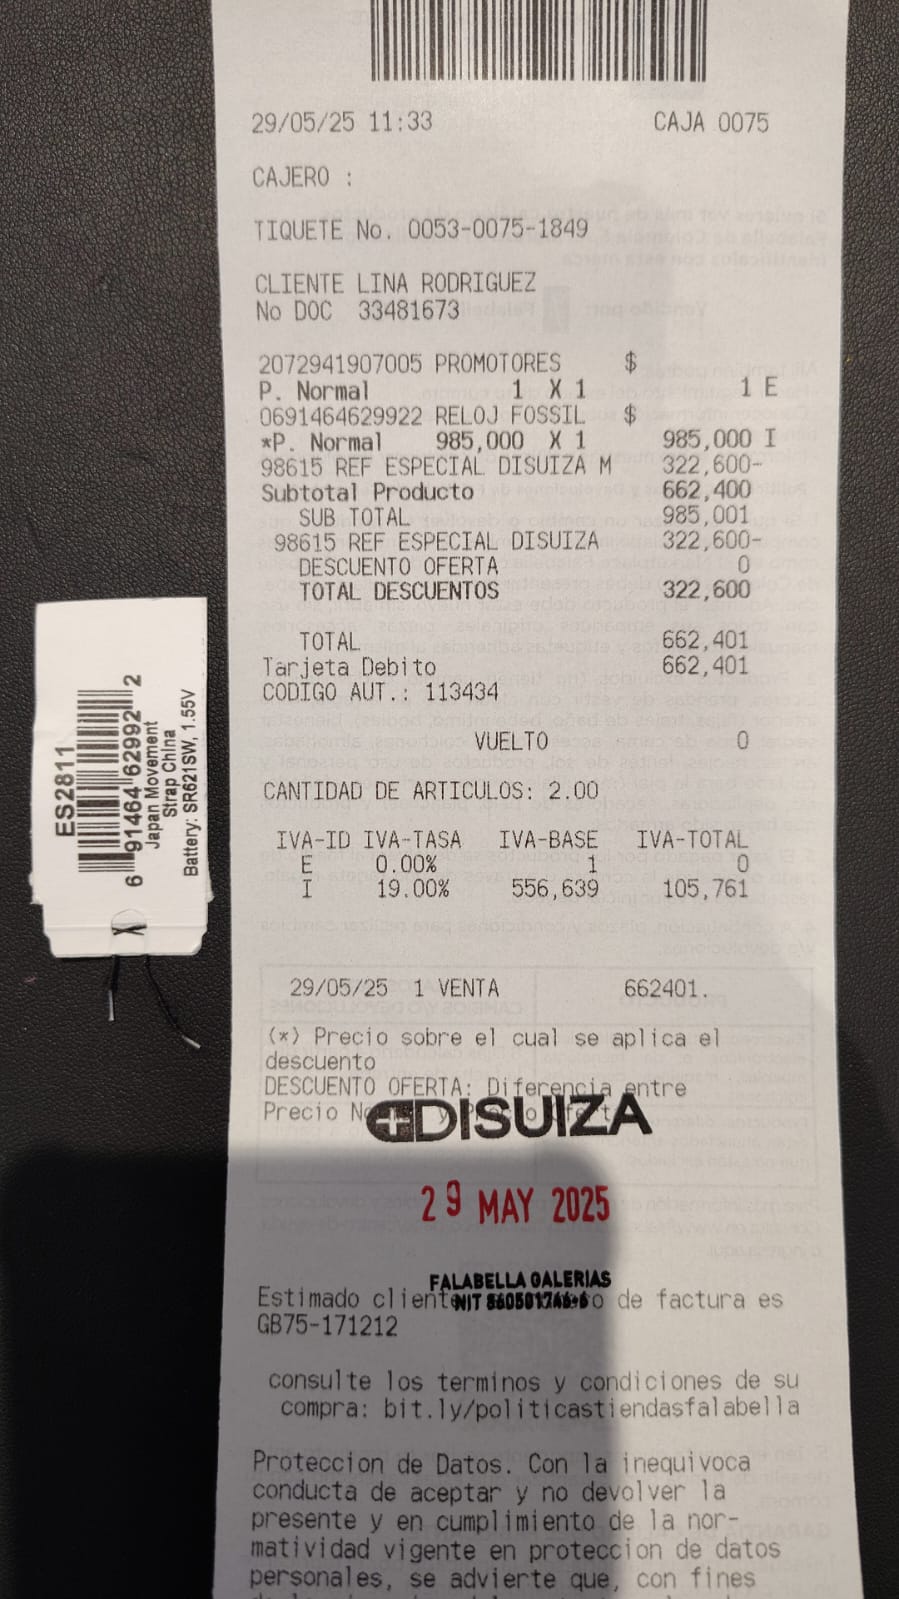 29/05/25 11:33 CAJA 0075
CAJERO :
TIQUETE No. 0053-0075-1849
CLIENTE LINA RODRIGUEZ
No DOC 33481673
2072941907005 PROMOTORES $
P. Normal 1 X 1 1 E
0691464629922 RELOJ FOSSIL $
*P. Normal 985,000 X 1 985,000 I
98615 REF ESPECIAL DISUIZA M 322,600-
Subtotal Producto 662,400
SUB TOTAL 985,001
98615 REF ESPECIAL DISUIZA 322,600-
DESCUENTO OFERTA 0
TOTAL DESCUENTOS 322,600
TOTAL 662,401
Tarjeta Debito 662,401
CODIGO AUT.: 113434
VUELTO 0
CANTIDAD DE ARTICULOS: 2.00
IVA-ID IVA-TASA IVA-BASE IVA-TOTAL
E 0.00% 1 0
I 19.00% 556,639 105,761
29/05/25 1 VENTA 662401.
(*) Precio sobre el cual se aplica el
descuento
DESCUENTO OFERTA: Diferencia entre
Precio
DISUIZA
29 MAY 2025
FALABELLA GALERIAS
NIT
Estimado de factura es
GB75-171212
consulte los terminos y condiciones de su
compra: bit.ly/politicastiendasfalabella
Proteccion de Datos. Con la inequivoca
conducta de aceptar y no devolver la
presente y en cumplimiento de la nor-
matividad vigente en proteccion de datos
personales, se advierte que, con fines
ES2811
6 91464 62992 2
Japan Movement
Strap China
Battery: SR621SW, 1.55V